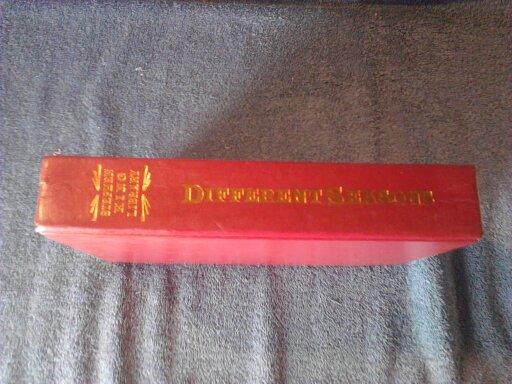 STEPHEN
KING
LIBRARY
DIFFERENT SEASONS